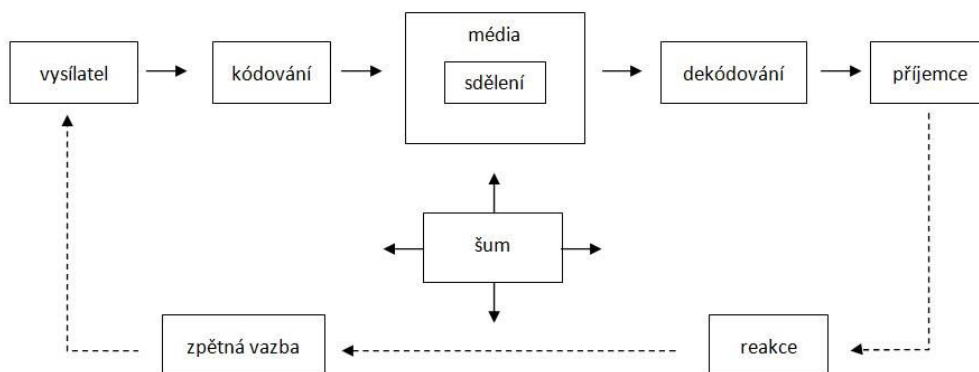 vysílatel
kódování
média
sdělení
dekódování
příjemce
šum
zpětná vazba
reakce